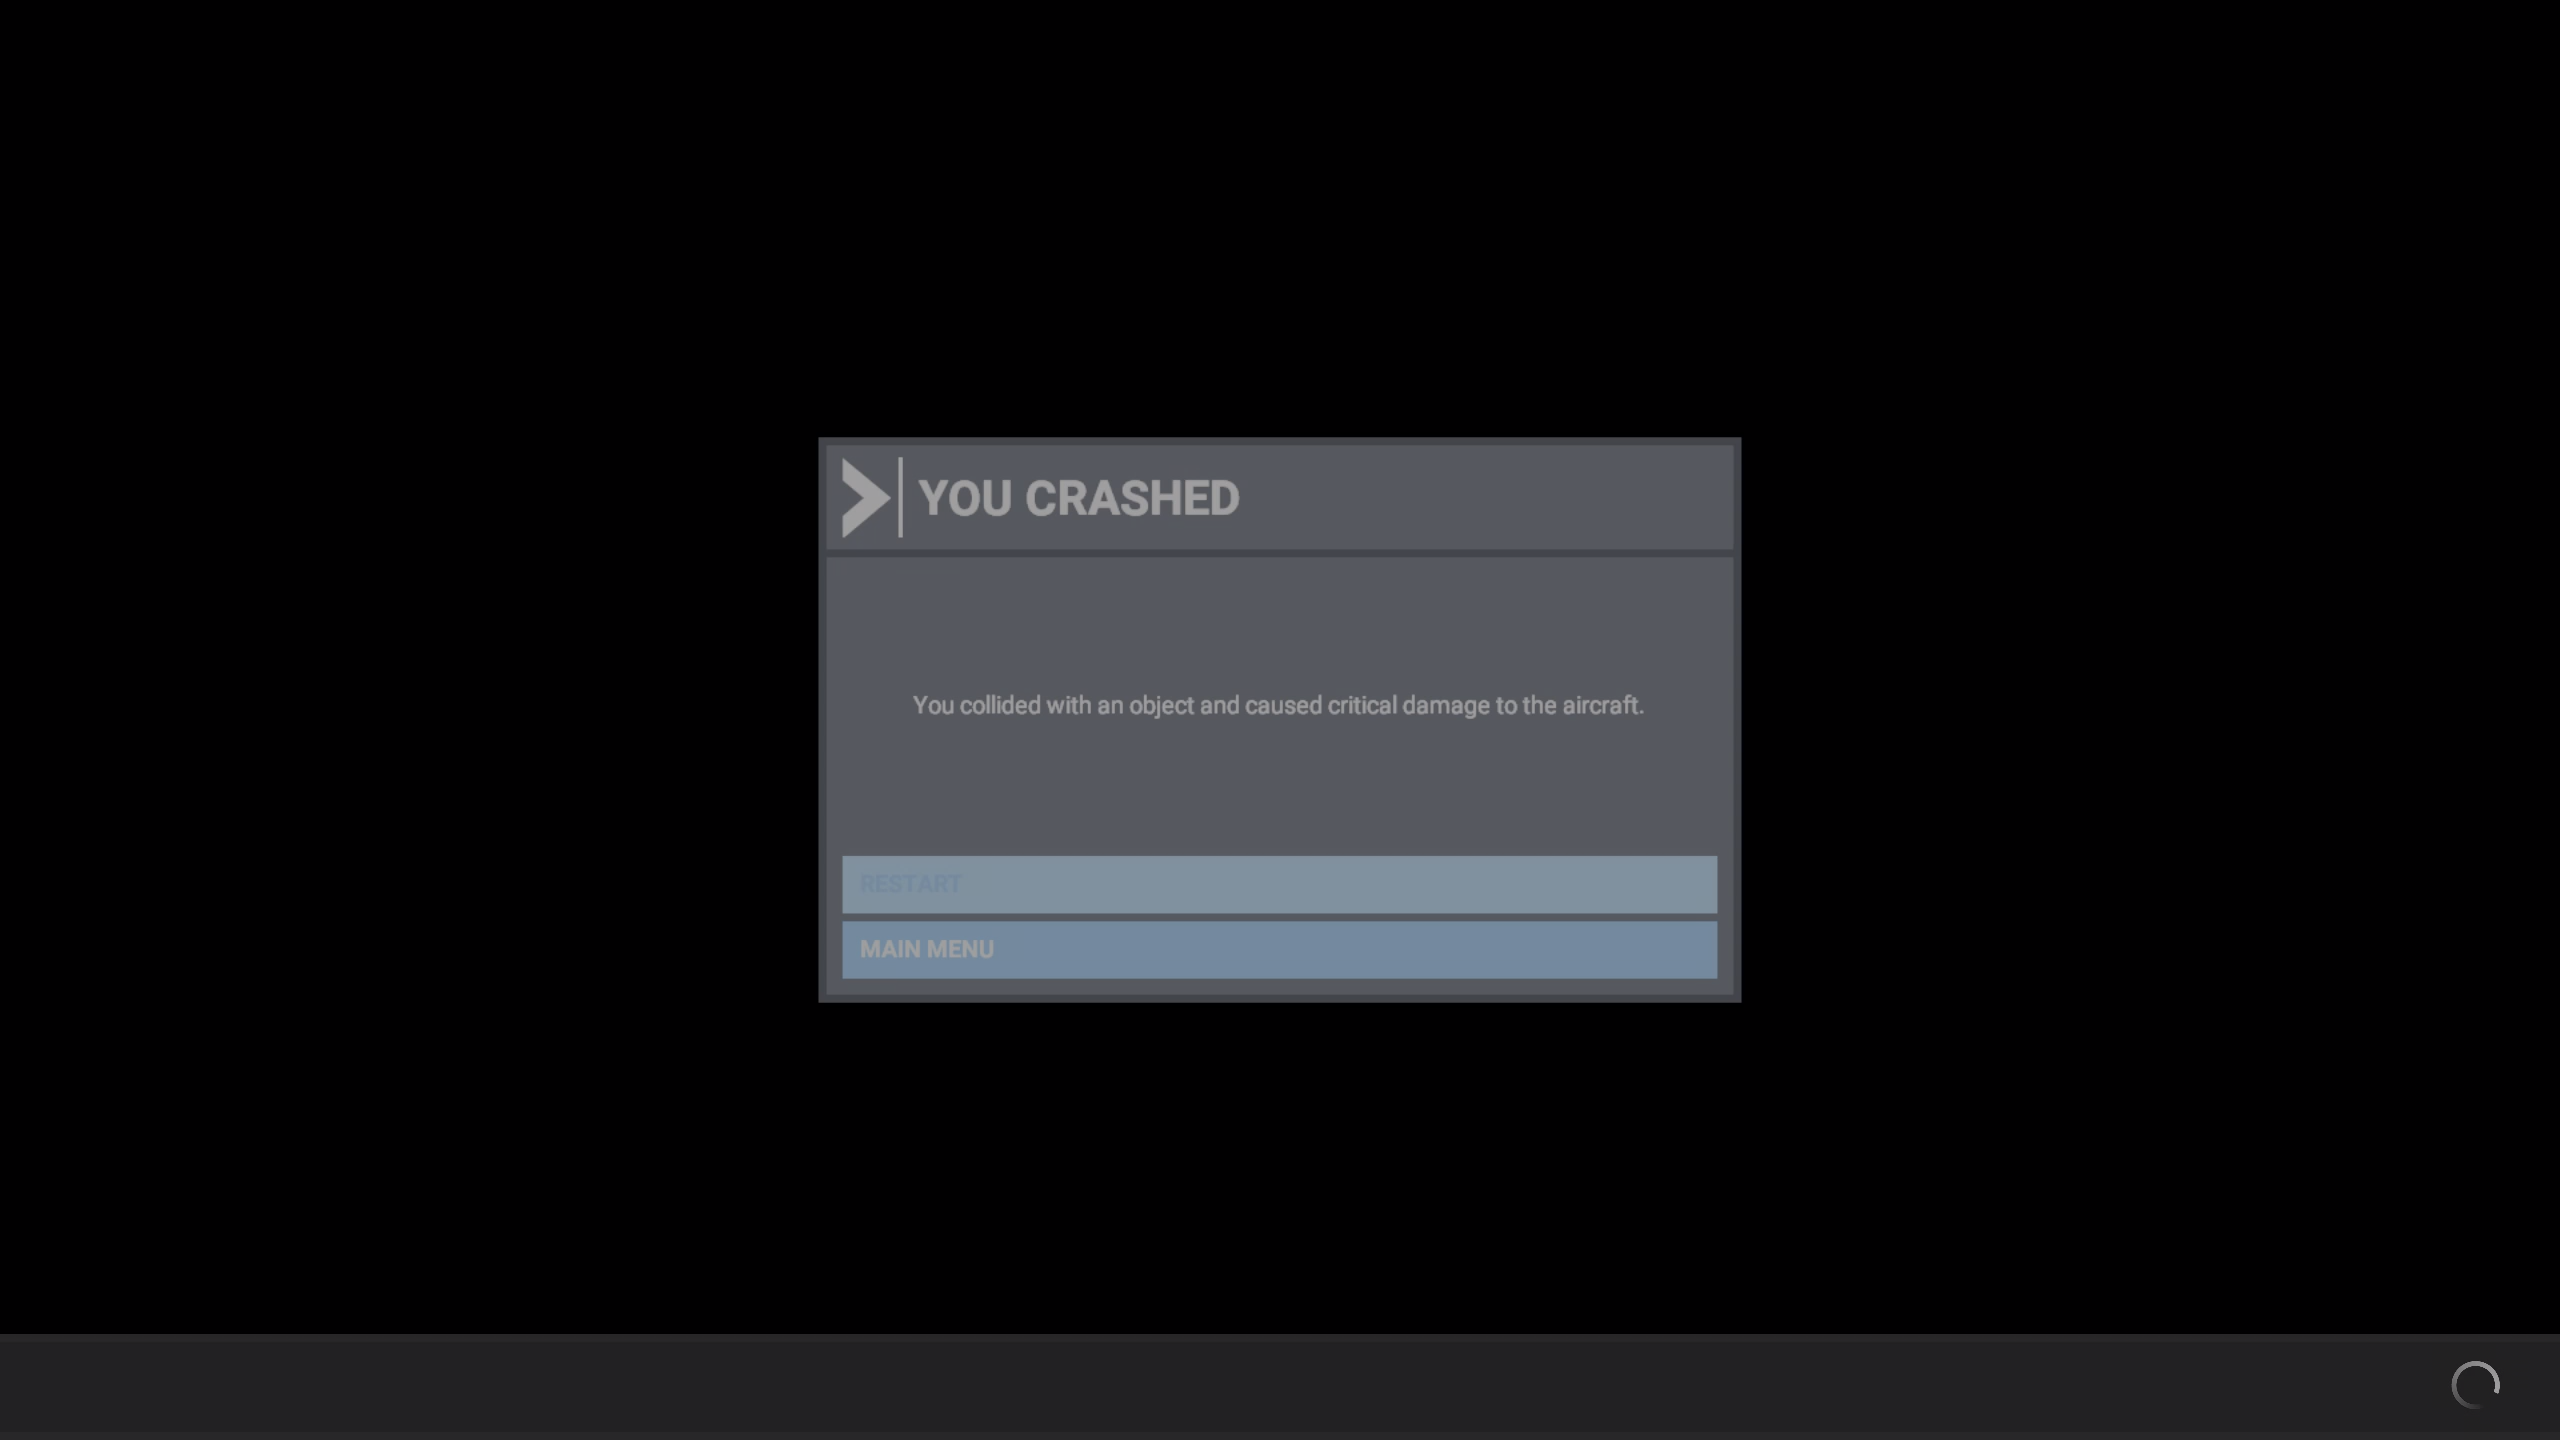 YOU CRASHED
You collided with an object and caused critical damage to the aircraft.
RESTART
MAIN MENU